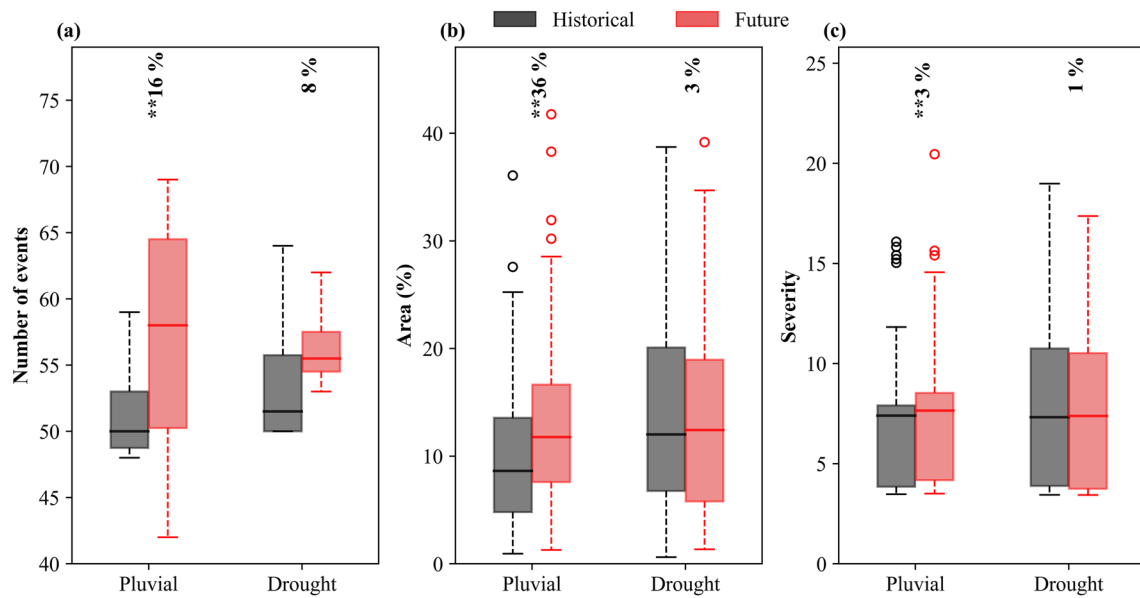 Historical
Future
(a)
(b)
(c)
**16 %
8 %
**36 %
3 %
**3 %
1 %
Number of events
75
70
65
60
55
50
45
40
Pluvial
Drought
Area (%)
40
30
20
10
0
Pluvial
Drought
Severity
25
20
15
10
5
0
Pluvial
Drought